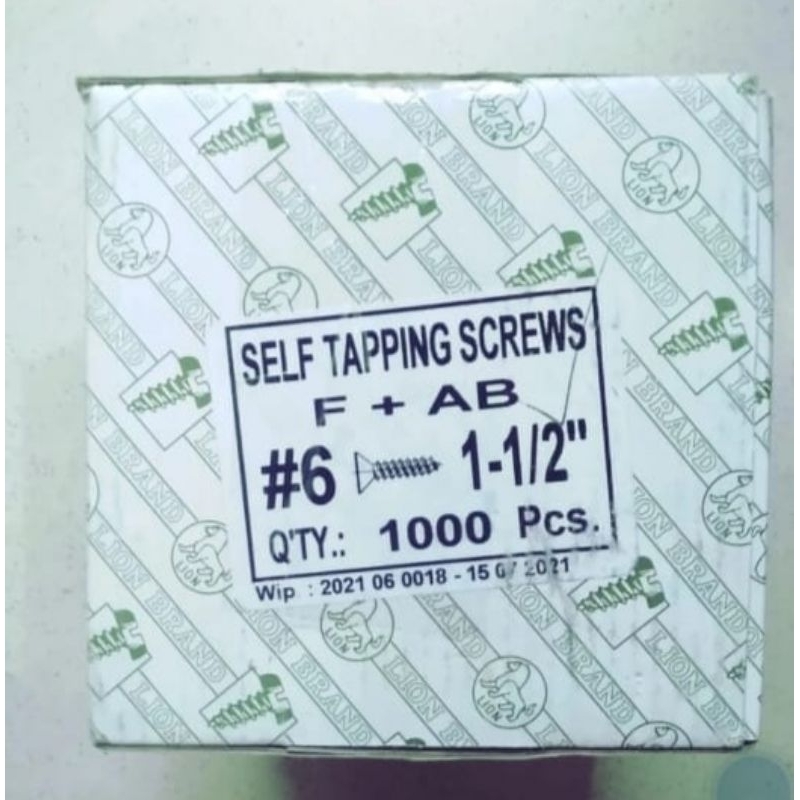 SELF TAPPING SCREWS
F + AB
#6 1-1/2"
Q'TY.: 1000 Pcs.
Wip : 2021 06 0018 - 15 07 2021
LION BRAND
LION